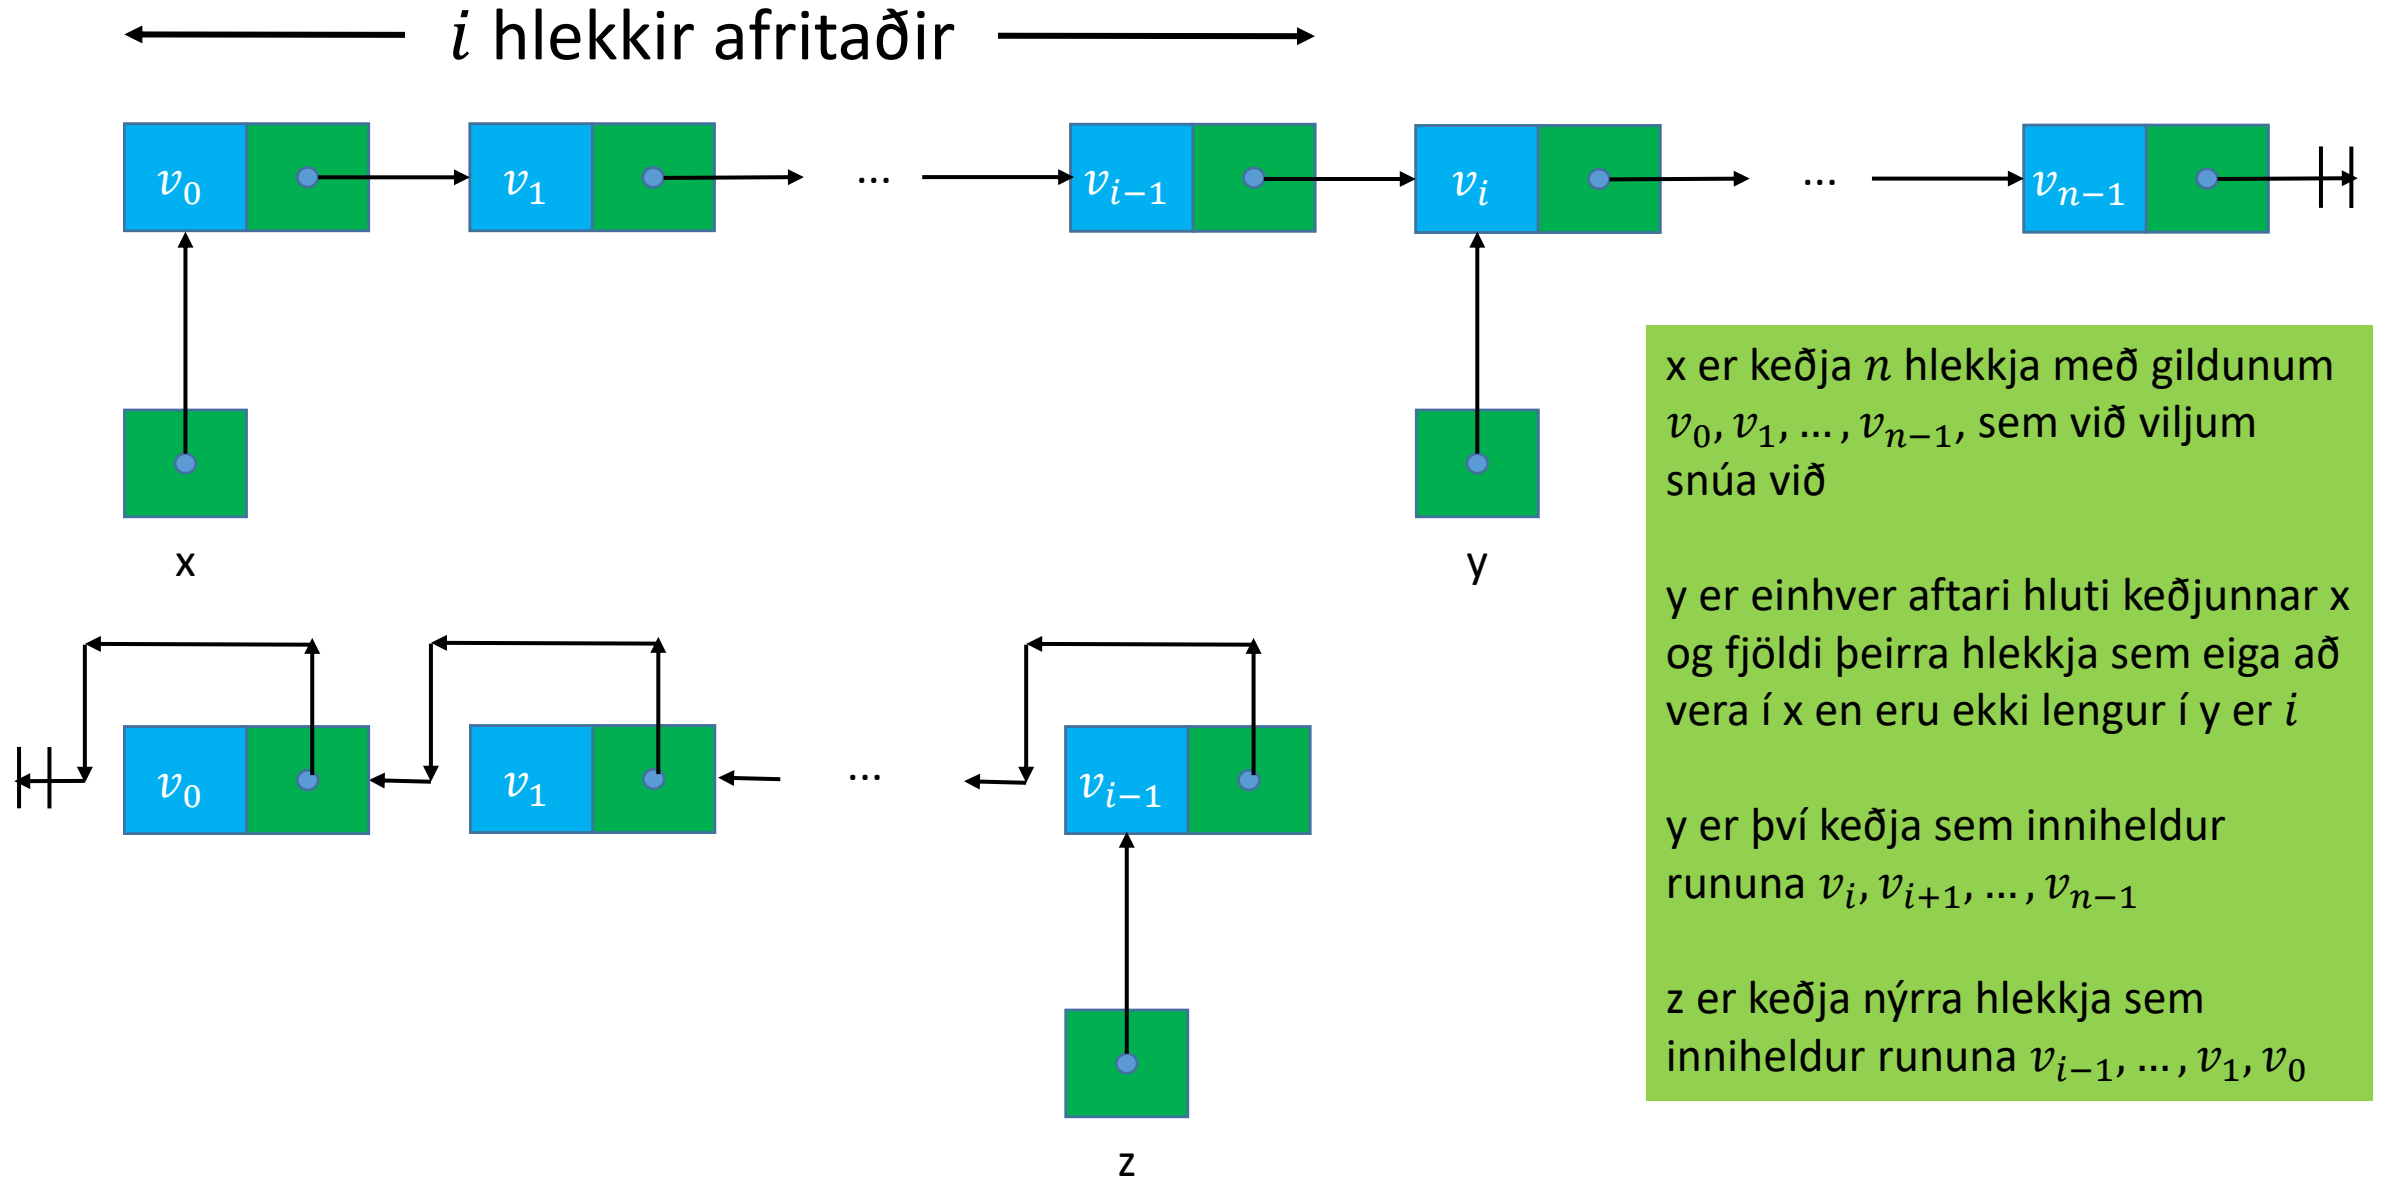 𝑖 hlekkir afritaðir
𝑣₀ 𝑣₁ ... 𝑣ᵢ₋₁ 𝑣ᵢ ... 𝑣ₙ₋₁
x y
𝑣₀ 𝑣₁ ... 𝑣ᵢ₋₁
z
x er keðja 𝑛 hlekkja með gildunum
𝑣₀, 𝑣₁, … , 𝑣ₙ₋₁, sem við viljum
snúa við
y er einhver aftari hluti keðjunnar x
og fjöldi þeirra hlekkja sem eiga að
vera í x en eru ekki lengur í y er 𝑖
y er því keðja sem inniheldur
rununa 𝑣ᵢ, 𝑣ᵢ₊₁, … , 𝑣ₙ₋₁
z er keðja nýrra hlekkja sem
inniheldur rununa 𝑣ᵢ₋₁, … , 𝑣₁, 𝑣₀